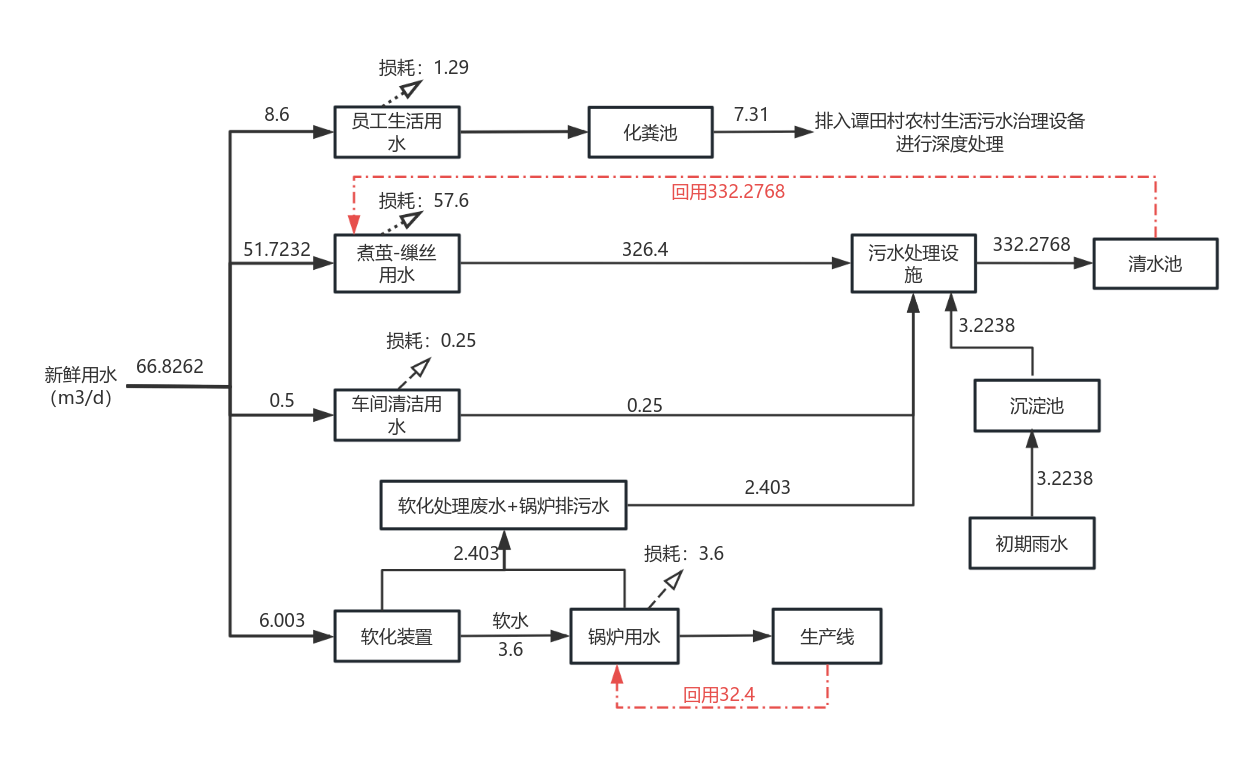 损耗：1.29
8.6
员工生活用
水
化粪池
7.31
排入谭田村农村生活污水治理设备
进行深度处理
回用332.2768
损耗：57.6
51.7232
煮茧-缫丝
用水
326.4
污水处理设
施
332.2768
清水池
3.2238
损耗：0.25
新鲜用水
（m3/d）
66.8262
0.5
车间清洁用
水
0.25
沉淀池
3.2238
软化处理废水+锅炉排污水
2.403
初期雨水
2.403
损耗：3.6
6.003
软化装置
软水
3.6
锅炉用水
生产线
回用32.4